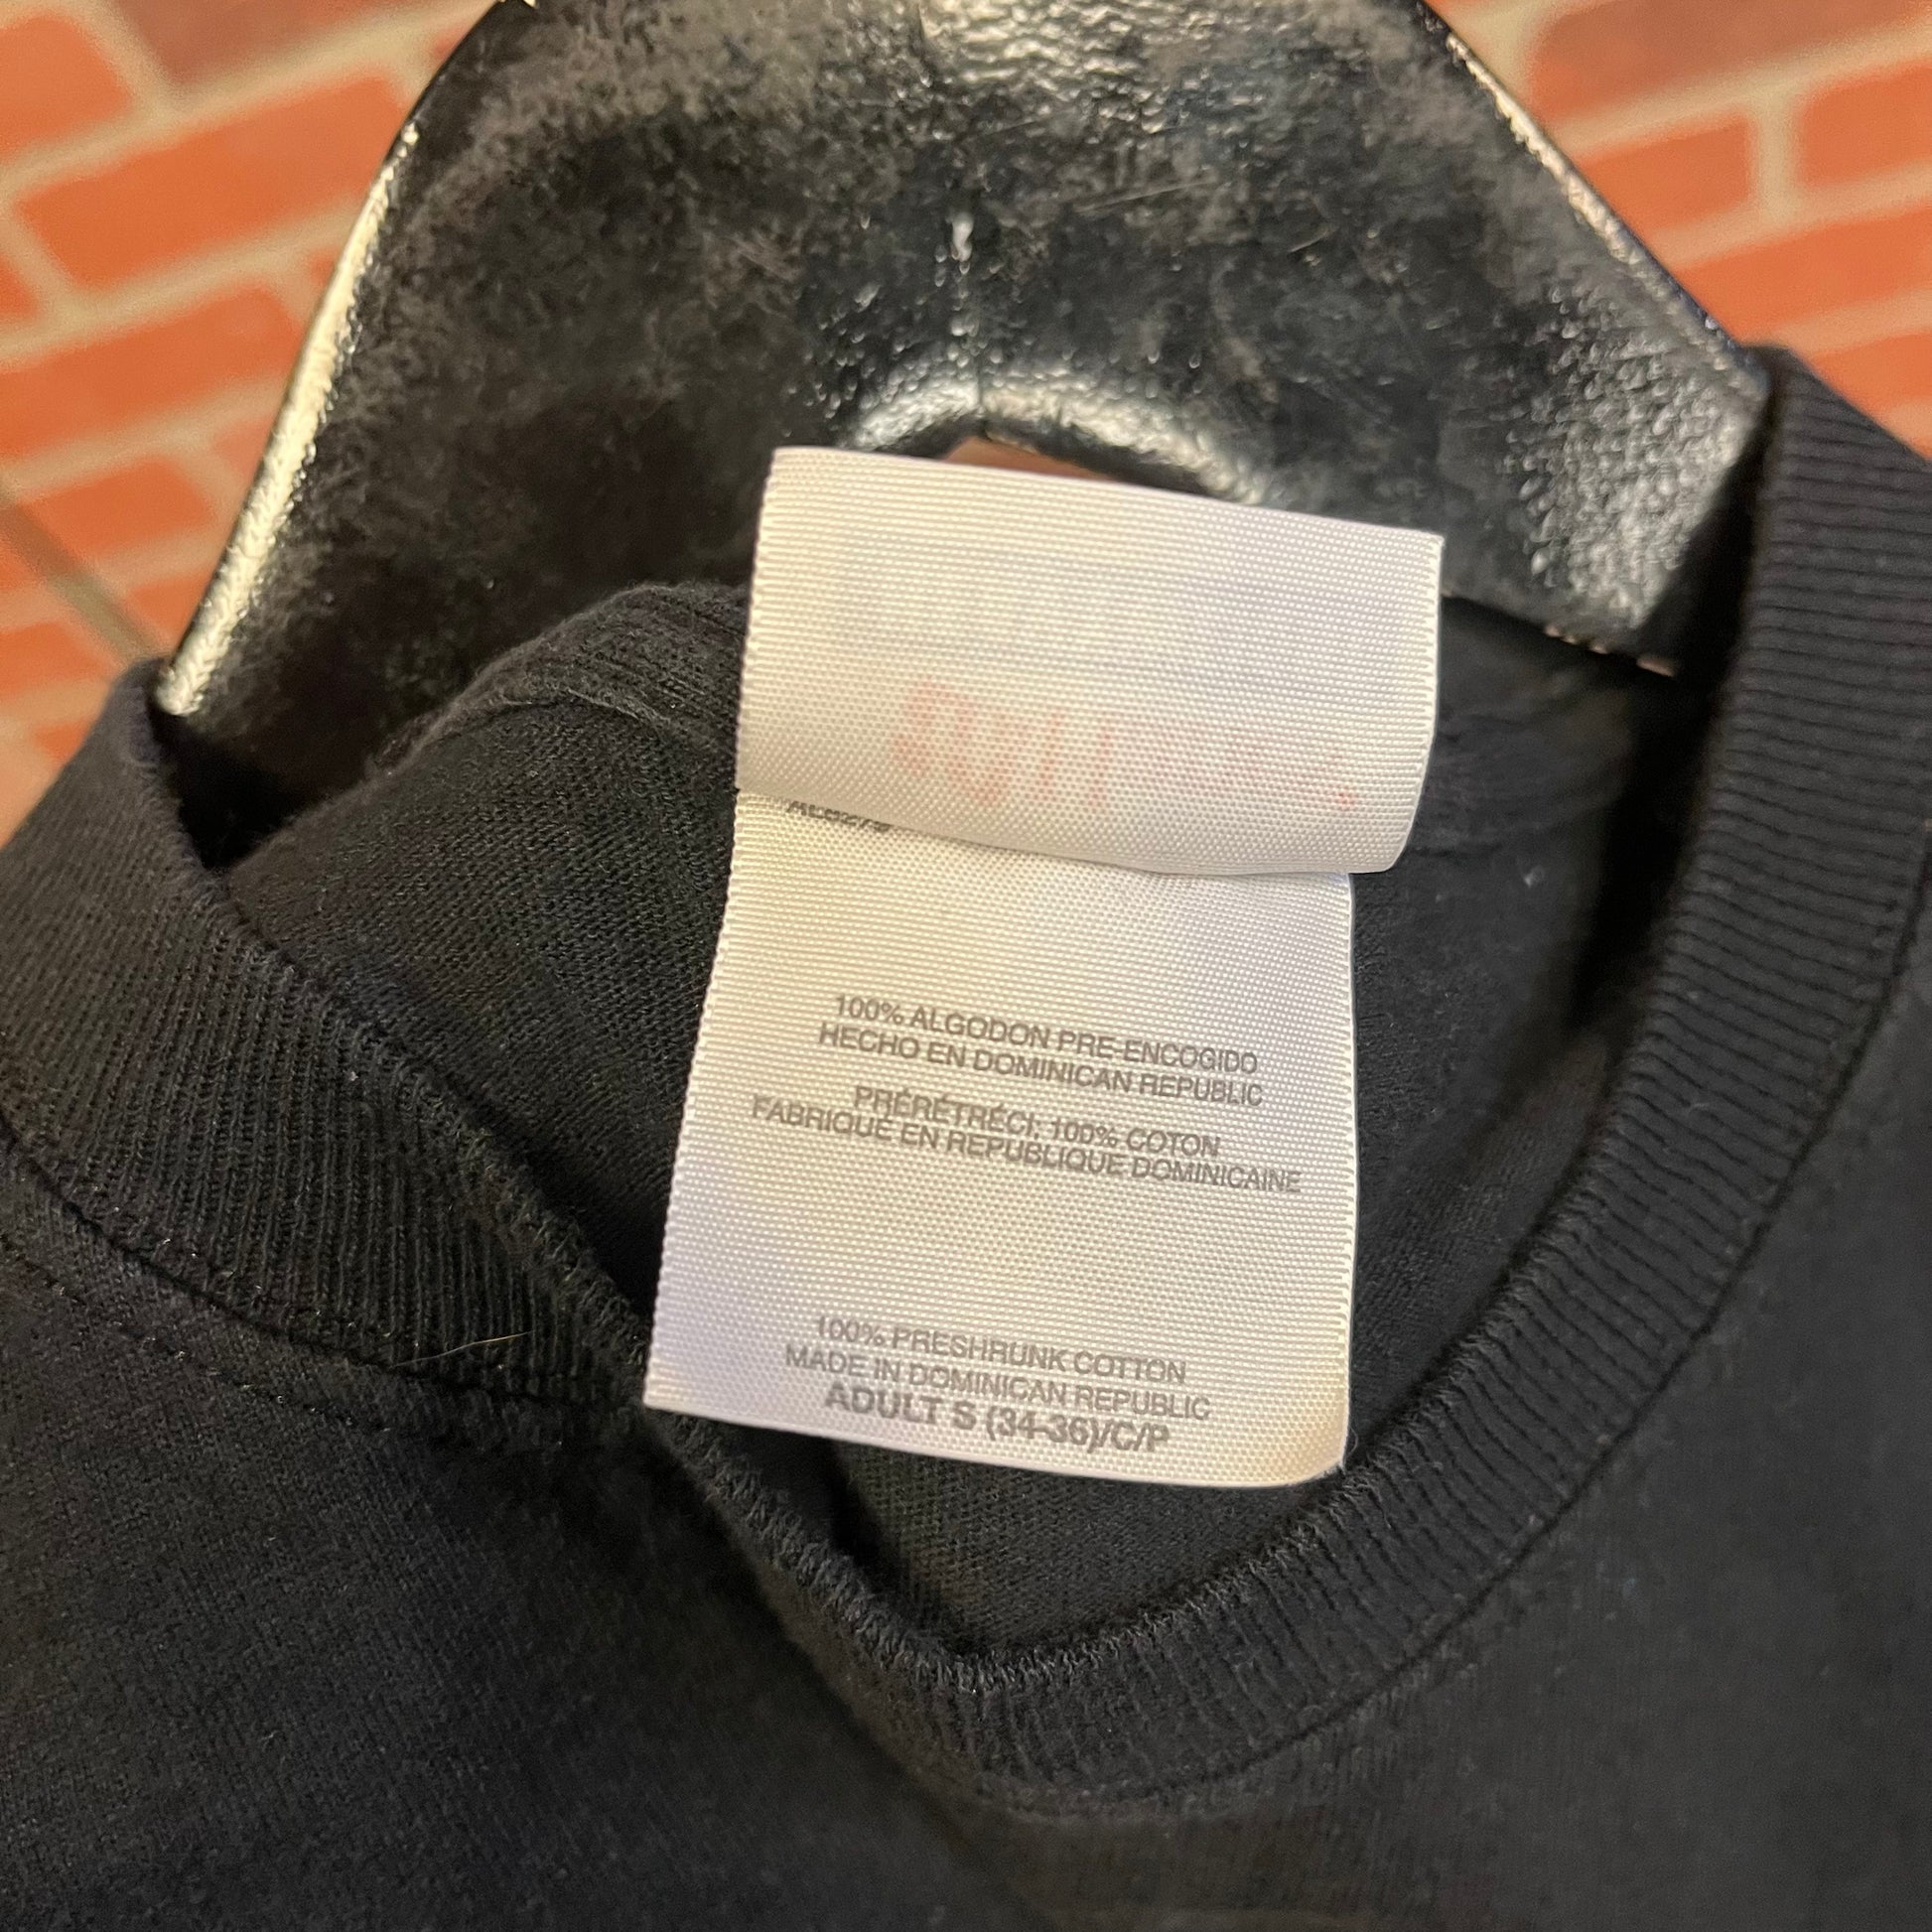 100% ALGODON PRE-ENCOGIDO
HECHO EN DOMINICAN REPUBLIC
PRÉRÉTRÉCI; 100% COTON
FABRIQUÉ EN REPUBLIQUE DOMINICAINE
100% PRESHRUNK COTTON
MADE IN DOMINICAN REPUBLIC
ADULT S (34-36)/C/P